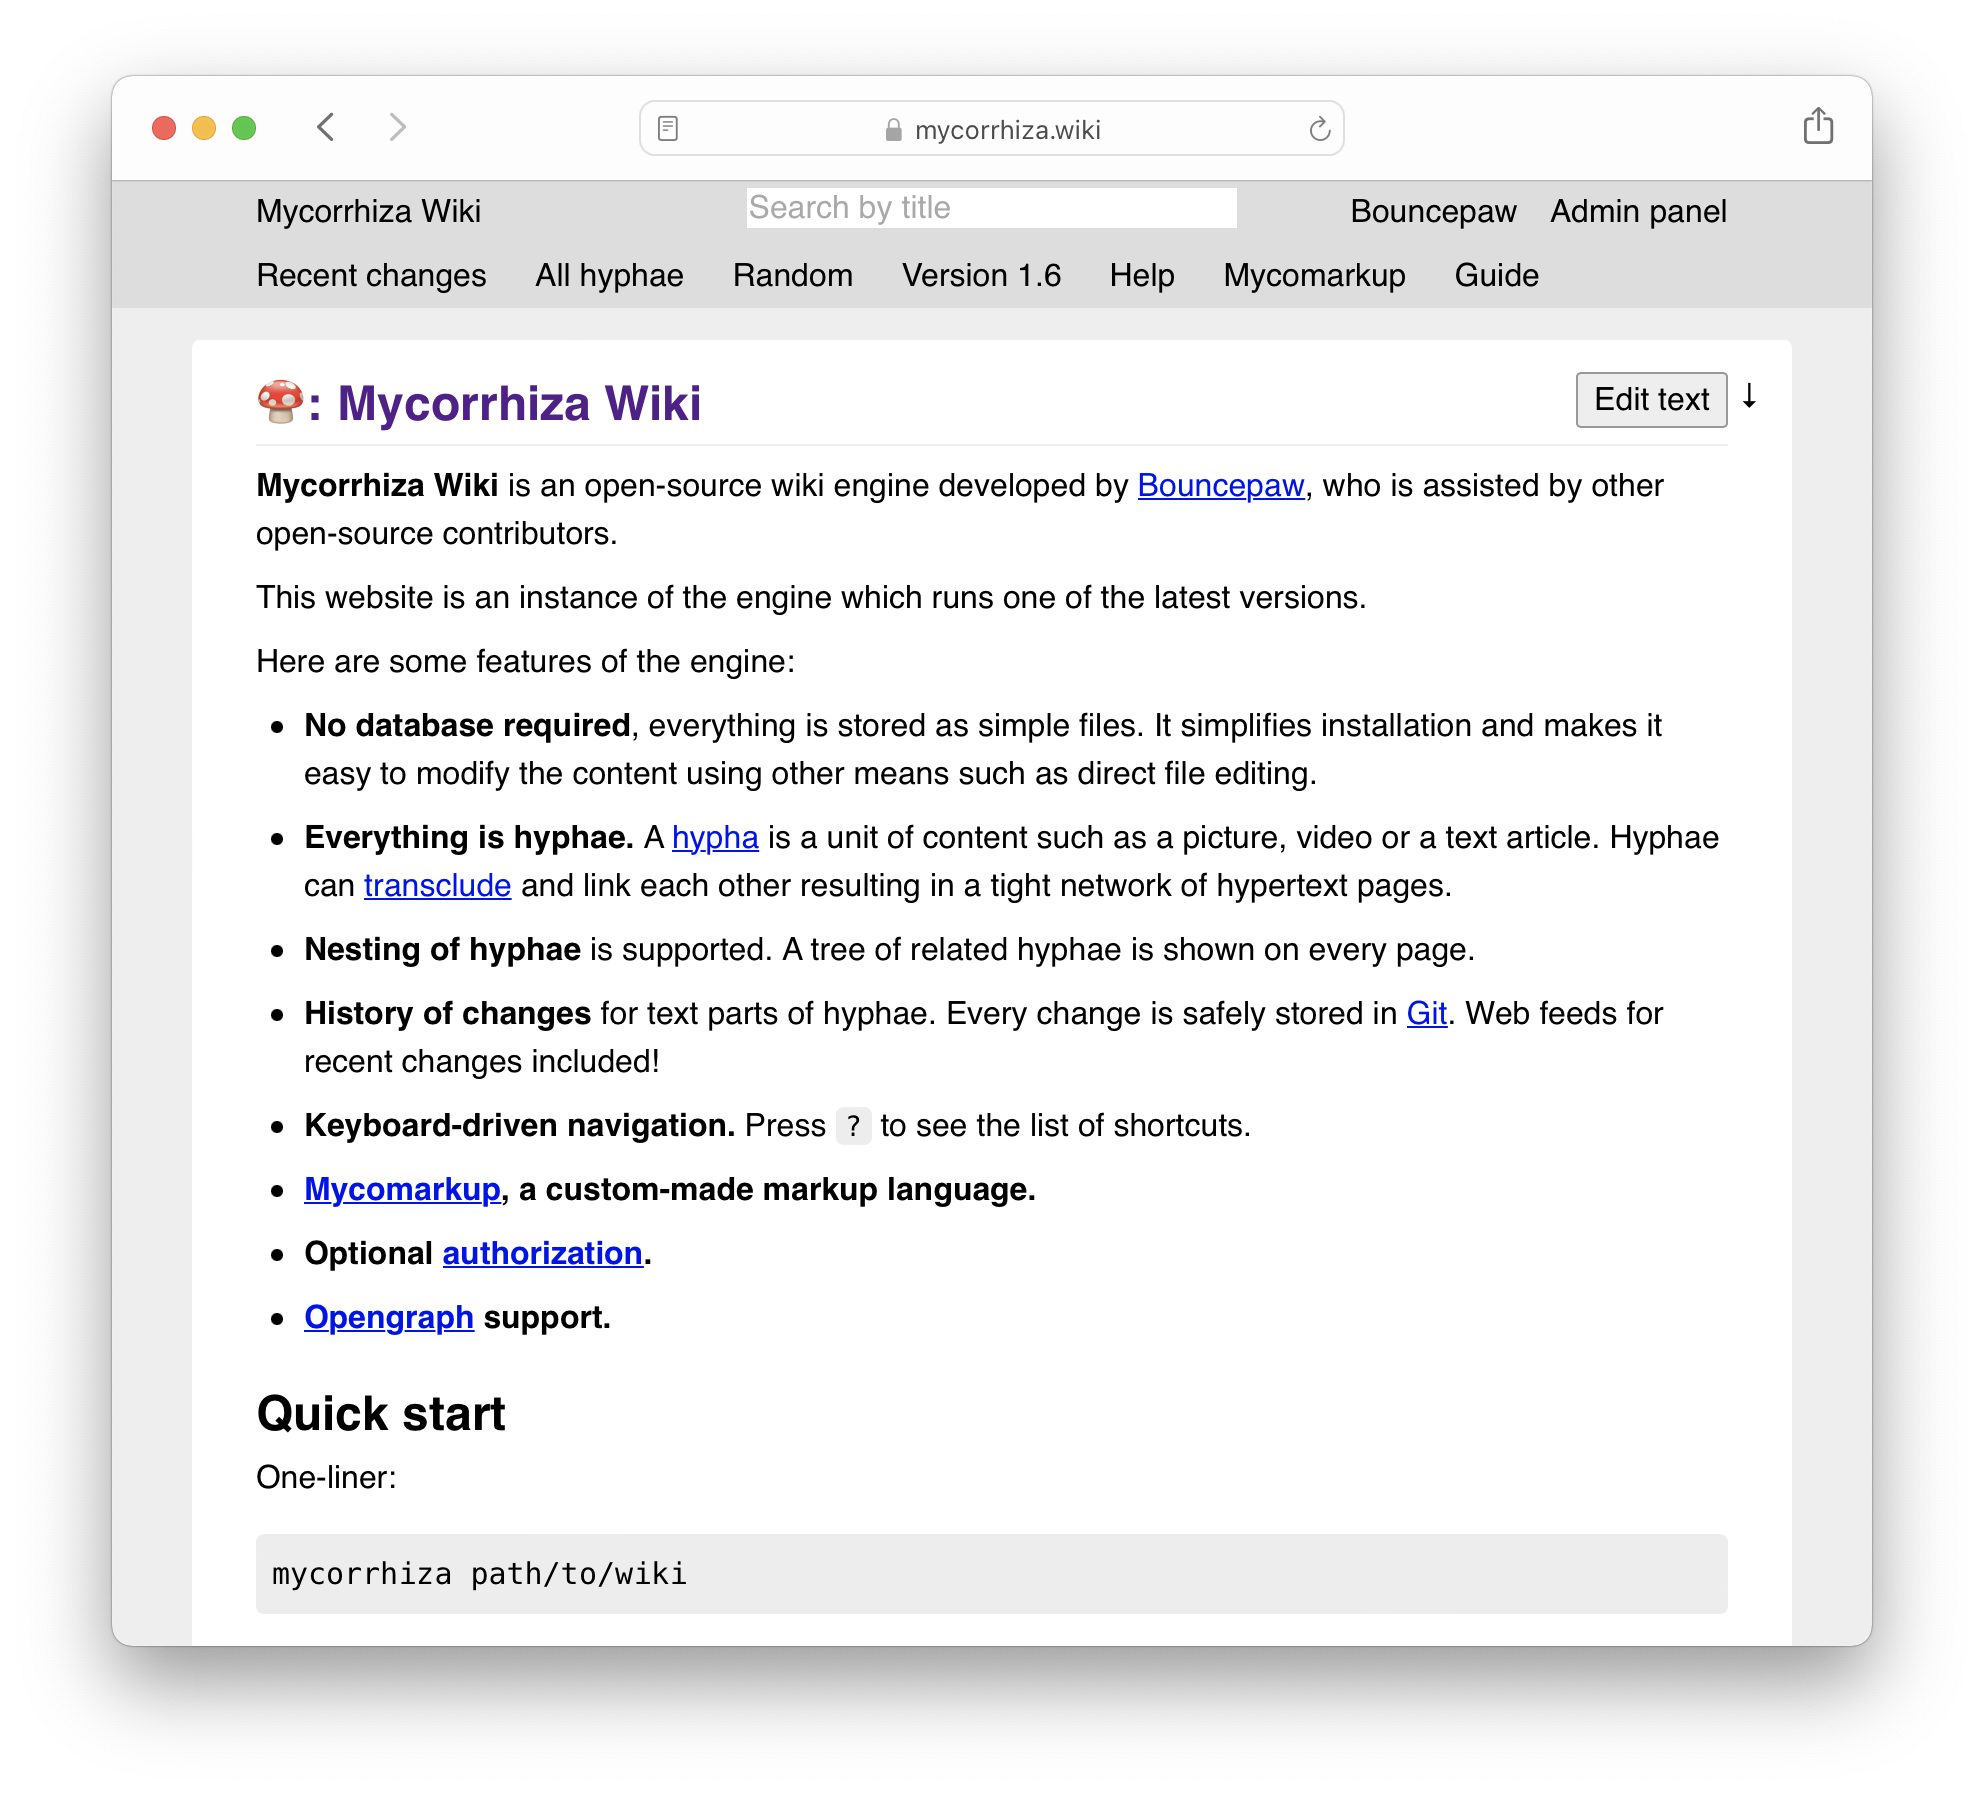 mycorrhiza.wiki
Mycorrhiza Wiki
Search by title
Bouncepaw Admin panel
Recent changes All hyphae Random Version 1.6 Help Mycomarkup Guide
🍄: Mycorrhiza Wiki
Edit text ↓
Mycorrhiza Wiki is an open-source wiki engine developed by Bouncepaw, who is assisted by other
open-source contributors.
This website is an instance of the engine which runs one of the latest versions.
Here are some features of the engine:
• No database required, everything is stored as simple files. It simplifies installation and makes it
easy to modify the content using other means such as direct file editing.
• Everything is hyphae. A hypha is a unit of content such as a picture, video or a text article. Hyphae
can transclude and link each other resulting in a tight network of hypertext pages.
• Nesting of hyphae is supported. A tree of related hyphae is shown on every page.
• History of changes for text parts of hyphae. Every change is safely stored in Git. Web feeds for
recent changes included!
• Keyboard-driven navigation. Press ? to see the list of shortcuts.
• Mycomarkup, a custom-made markup language.
• Optional authorization.
• Opengraph support.
Quick start
One-liner:
mycorrhiza path/to/wiki